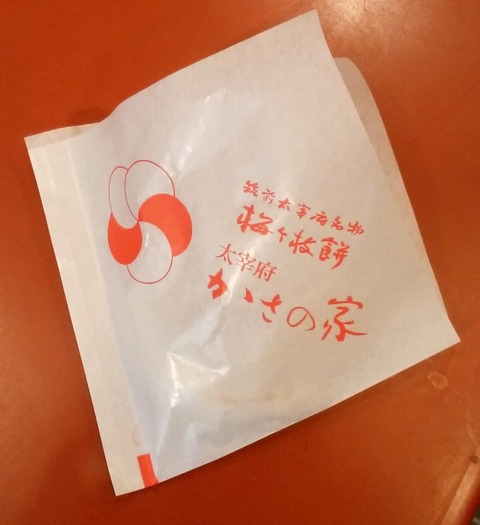 筑前太宰府名物
梅ヶ枝餅
太宰府
かさの家